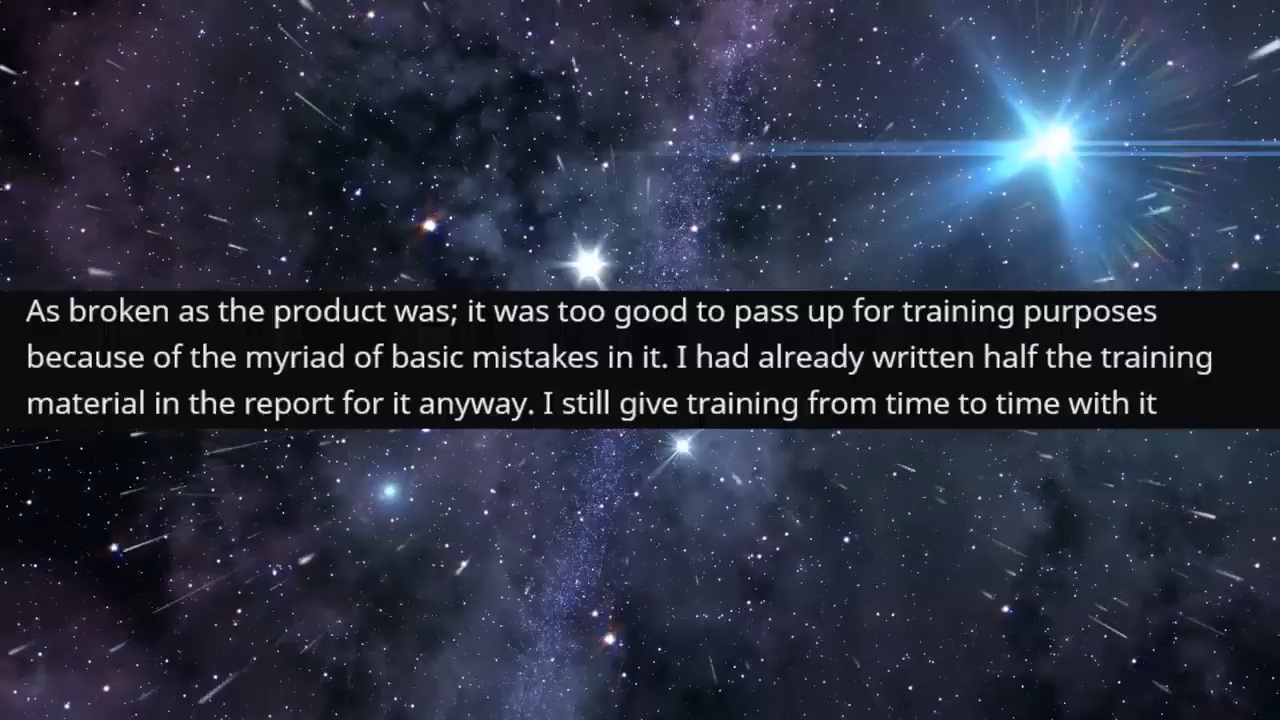 As broken as the product was; it was too good to pass up for training purposes
because of the myriad of basic mistakes in it. I had already written half the training
material in the report for it anyway. I still give training from time to time with it